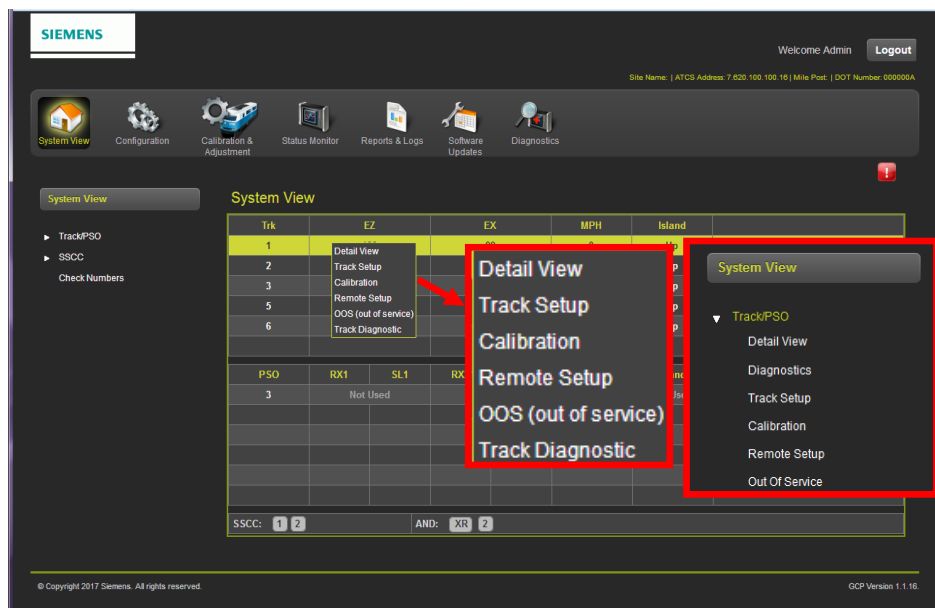 SIEMENS
Welcome Admin Logout
Site Name: | ATCS Address: 7.620.100.100.16 | Mile Post: | DOT Number: 000000A
System View Configuration Calibration & Adjustment Status Monitor Reports & Logs Software Updates Diagnostics
System View
Track/PSO
SSCC
Check Numbers
System View
Trk EZ EX MPH Island
1
2
3
5
6
Detail View
Track Setup
Calibration
Remote Setup
OOS (out of service)
Track Diagnostic
PSO RX1 SL1
3 Not Used
SSCC: 1 2 AND: XR 2
Detail View
Track Setup
Calibration
Remote Setup
OOS (out of service)
Track Diagnostic
System View
Track/PSO
Detail View
Diagnostics
Track Setup
Calibration
Remote Setup
Out Of Service
© Copyright 2017 Siemens. All rights reserved. GCP Version 1.1.16.